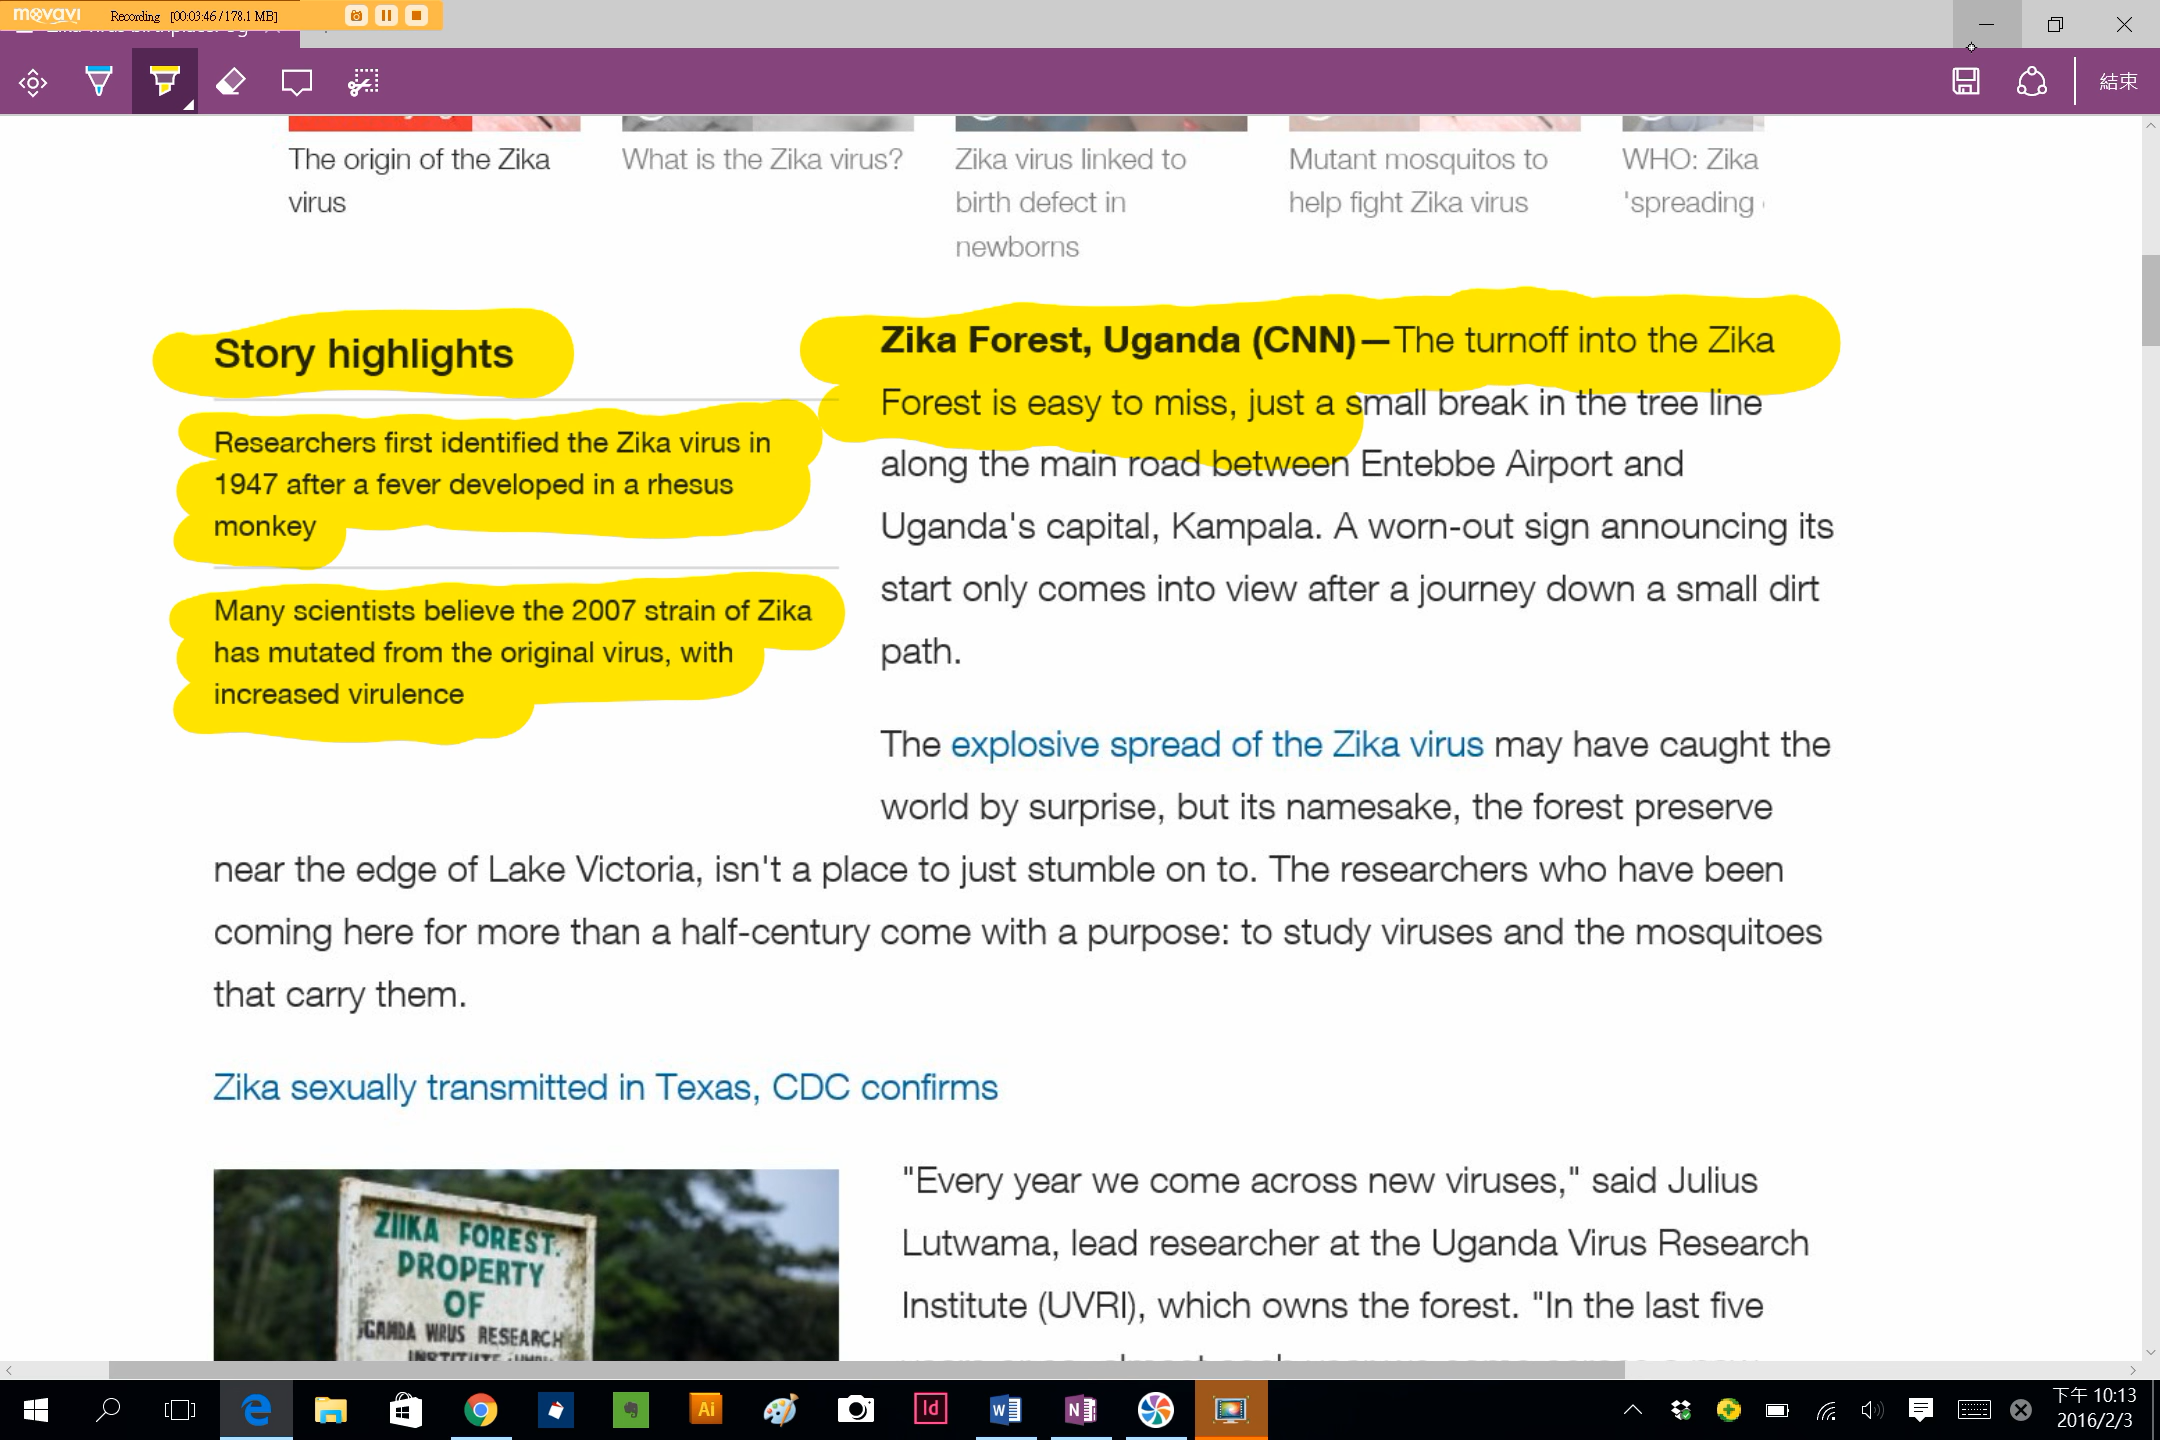 movavi
Recording [00:03:46 / 178.1 MB]
結束
The origin of the Zika
virus
What is the Zika virus?
Zika virus linked to
birth defect in
newborns
Mutant mosquitos to
help fight Zika virus
WHO: Zika
'spreading
Story highlights
Researchers first identified the Zika virus in
1947 after a fever developed in a rhesus
monkey
Many scientists believe the 2007 strain of Zika
has mutated from the original virus, with
increased virulence
Zika Forest, Uganda (CNN)—The turnoff into the Zika
Forest is easy to miss, just a small break in the tree line
along the main road between Entebbe Airport and
Uganda's capital, Kampala. A worn-out sign announcing its
start only comes into view after a journey down a small dirt
path.
The explosive spread of the Zika virus may have caught the
world by surprise, but its namesake, the forest preserve
near the edge of Lake Victoria, isn't a place to just stumble on to. The researchers who have been
coming here for more than a half-century come with a purpose: to study viruses and the mosquitoes
that carry them.
Zika sexually transmitted in Texas, CDC confirms
ZIIKA FOREST.
PROPERTY
OF
UGANDA VIRUS RESEARCH
"Every year we come across new viruses," said Julius
Lutwama, lead researcher at the Uganda Virus Research
Institute (UVRI), which owns the forest. "In the last five
Ai
Id
W
N
下午 10:13
2016/2/3